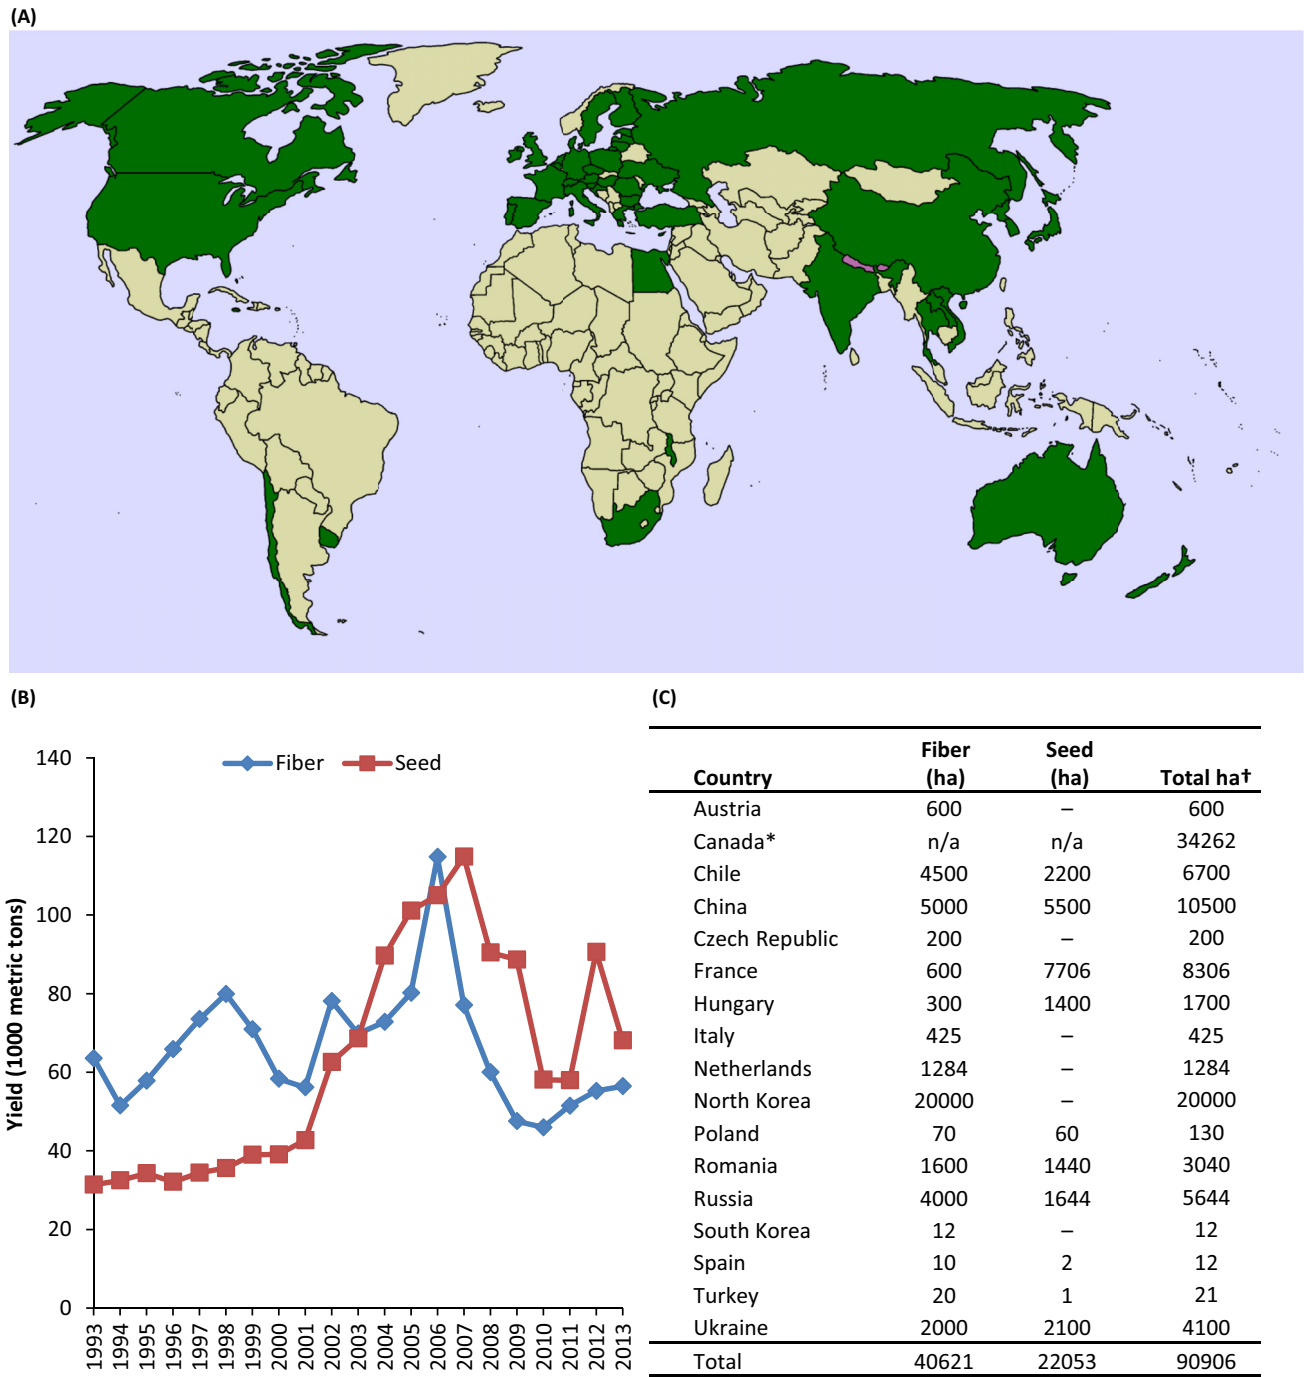 (A)
(B)
Yield (1000 metric tons)
140
120
100
80
60
40
20
0
Fiber
Seed
1993
1994
1995
1996
1997
1998
1999
2000
2001
2002
2003
2004
2005
2006
2007
2008
2009
2010
2011
2012
2013
(C)
Fiber Seed
Country (ha) (ha) Total ha†
Austria 600 – 600
Canada* n/a n/a 34262
Chile 4500 2200 6700
China 5000 5500 10500
Czech Republic 200 – 200
France 600 7706 8306
Hungary 300 1400 1700
Italy 425 – 425
Netherlands 1284 – 1284
North Korea 20000 – 20000
Poland 70 60 130
Romania 1600 1440 3040
Russia 4000 1644 5644
South Korea 12 – 12
Spain 10 2 12
Turkey 20 1 21
Ukraine 2000 2100 4100
Total 40621 22053 90906